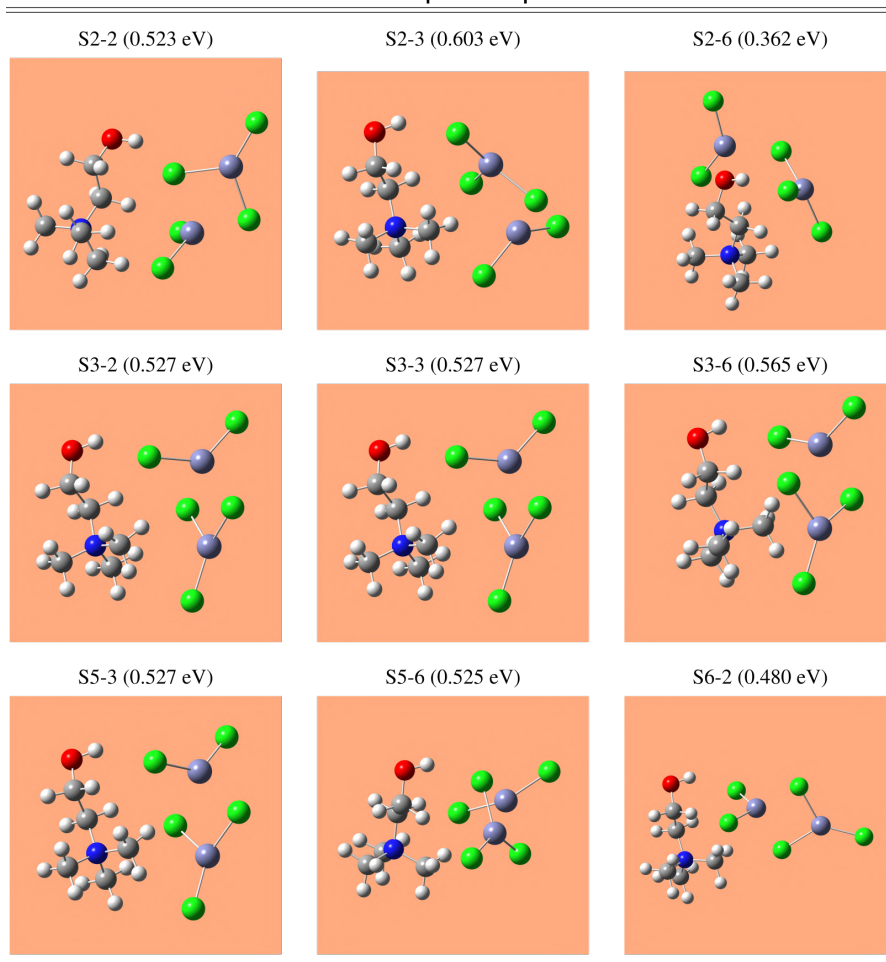 S2-2 (0.523 eV)
S2-3 (0.603 eV)
S2-6 (0.362 eV)
S3-2 (0.527 eV)
S3-3 (0.527 eV)
S3-6 (0.565 eV)
S5-3 (0.527 eV)
S5-6 (0.525 eV)
S6-2 (0.480 eV)